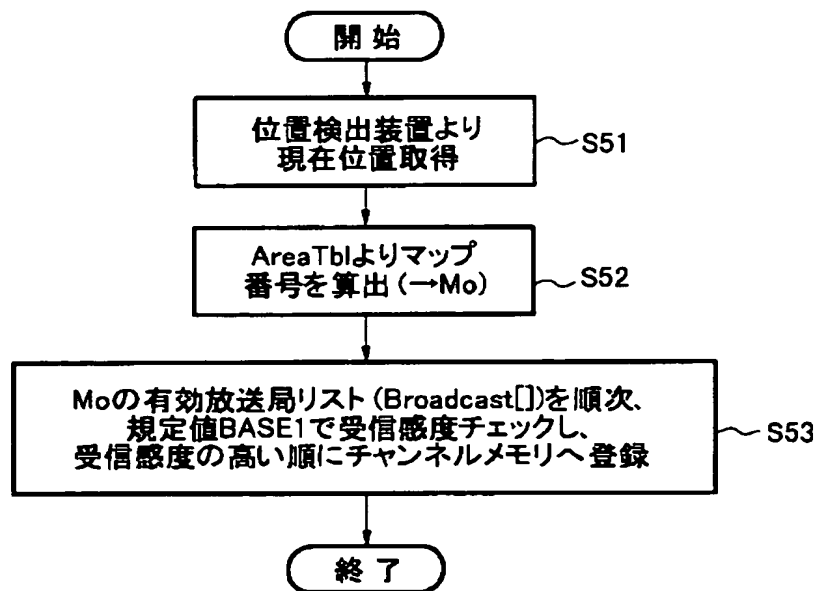 開始
位置検出装置より
現在位置取得
S51
AreaTblよりマップ
番号を算出(→Mo)
S52
Moの有効放送局リスト(Broadcast[])を順次、
規定値BASE1で受信感度チェックし、
受信感度の高い順にチャンネルメモリへ登録
S53
終了